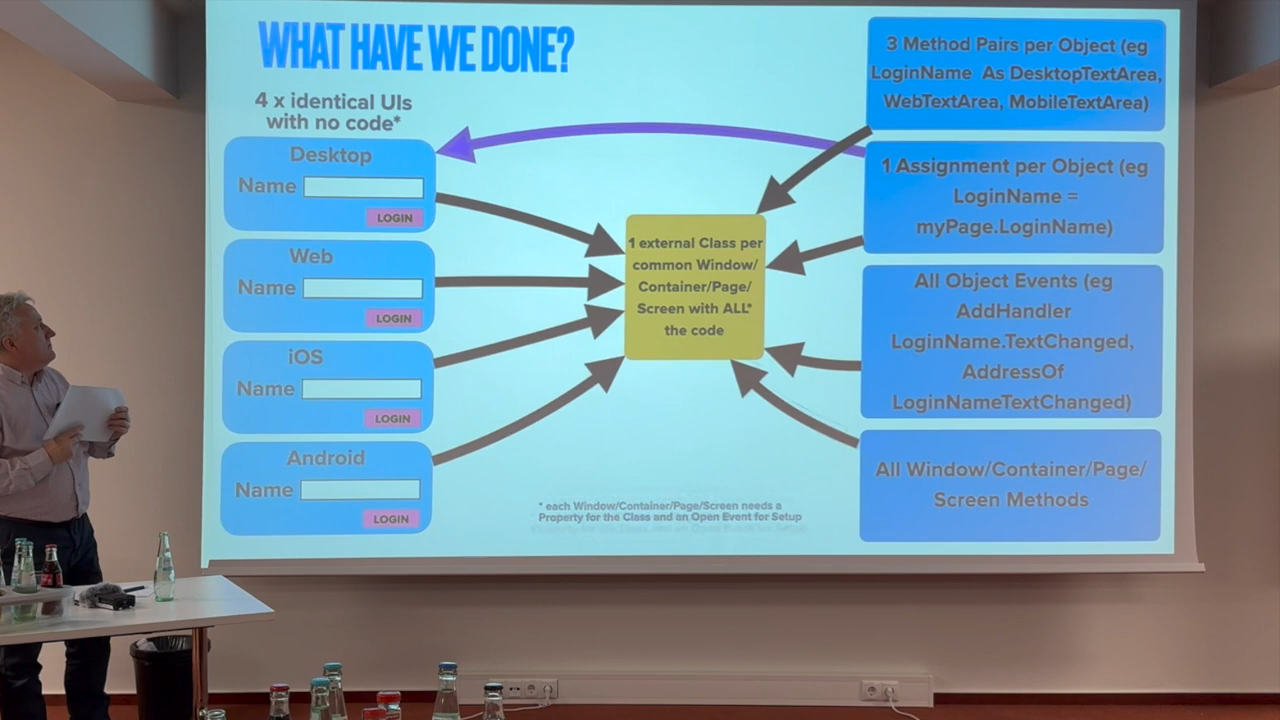 WHAT HAVE WE DONE?
4 x identical UIs
with no code*
Desktop
Name
LOGIN
Web
Name
LOGIN
iOS
Name
LOGIN
Android
Name
LOGIN
1 external Class per
common Window/
Container/Page/
Screen with ALL*
the code
3 Method Pairs per Object (eg
LoginName As DesktopTextArea,
WebTextArea, MobileTextArea)
1 Assignment per Object (eg
LoginName =
myPage.LoginName)
All Object Events (eg
AddHandler
LoginName.TextChanged,
AddressOf
LoginNameTextChanged)
All Window/Container/Page/
Screen Methods
* each Window/Container/Page/Screen needs a
Property for the Class and an Open Event for Setup